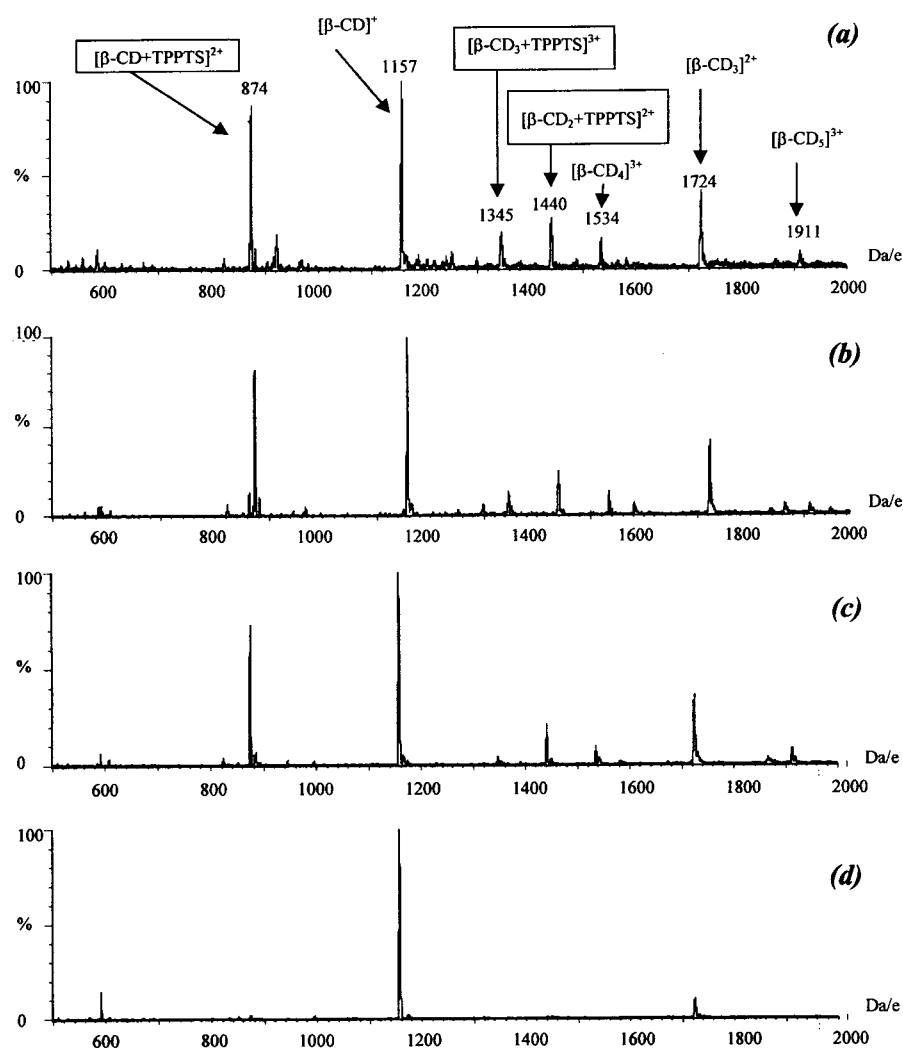 (a)
[β-CD]⁺
[β-CD+TPPTS]²⁺
[β-CD₃+TPPTS]³⁺
[β-CD₃]²⁺
[β-CD₂+TPPTS]²⁺
[β-CD₅]³⁺
[β-CD₄]³⁺
100
%
0
874
1157
1345
1440
1534
1724
1911
Da/e
600 800 1000 1200 1400 1600 1800 2000
(b)
100
%
0
Da/e
600 800 1000 1200 1400 1600 1800 2000
(c)
100
%
0
Da/e
600 800 1000 1200 1400 1600 1800 2000
(d)
100
%
0
Da/e
600 800 1000 1200 1400 1600 1800 2000